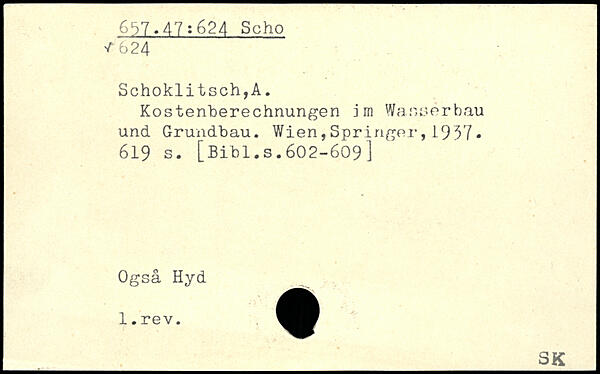 657.47:624 Scho
√624
Schoklitsch,A.
Kostenberechnungen im Wasserbau
und Grundbau. Wien,Springer,1937.
619 s. [Bibl.s.602-609]
Også Hyd
1.rev.
SK